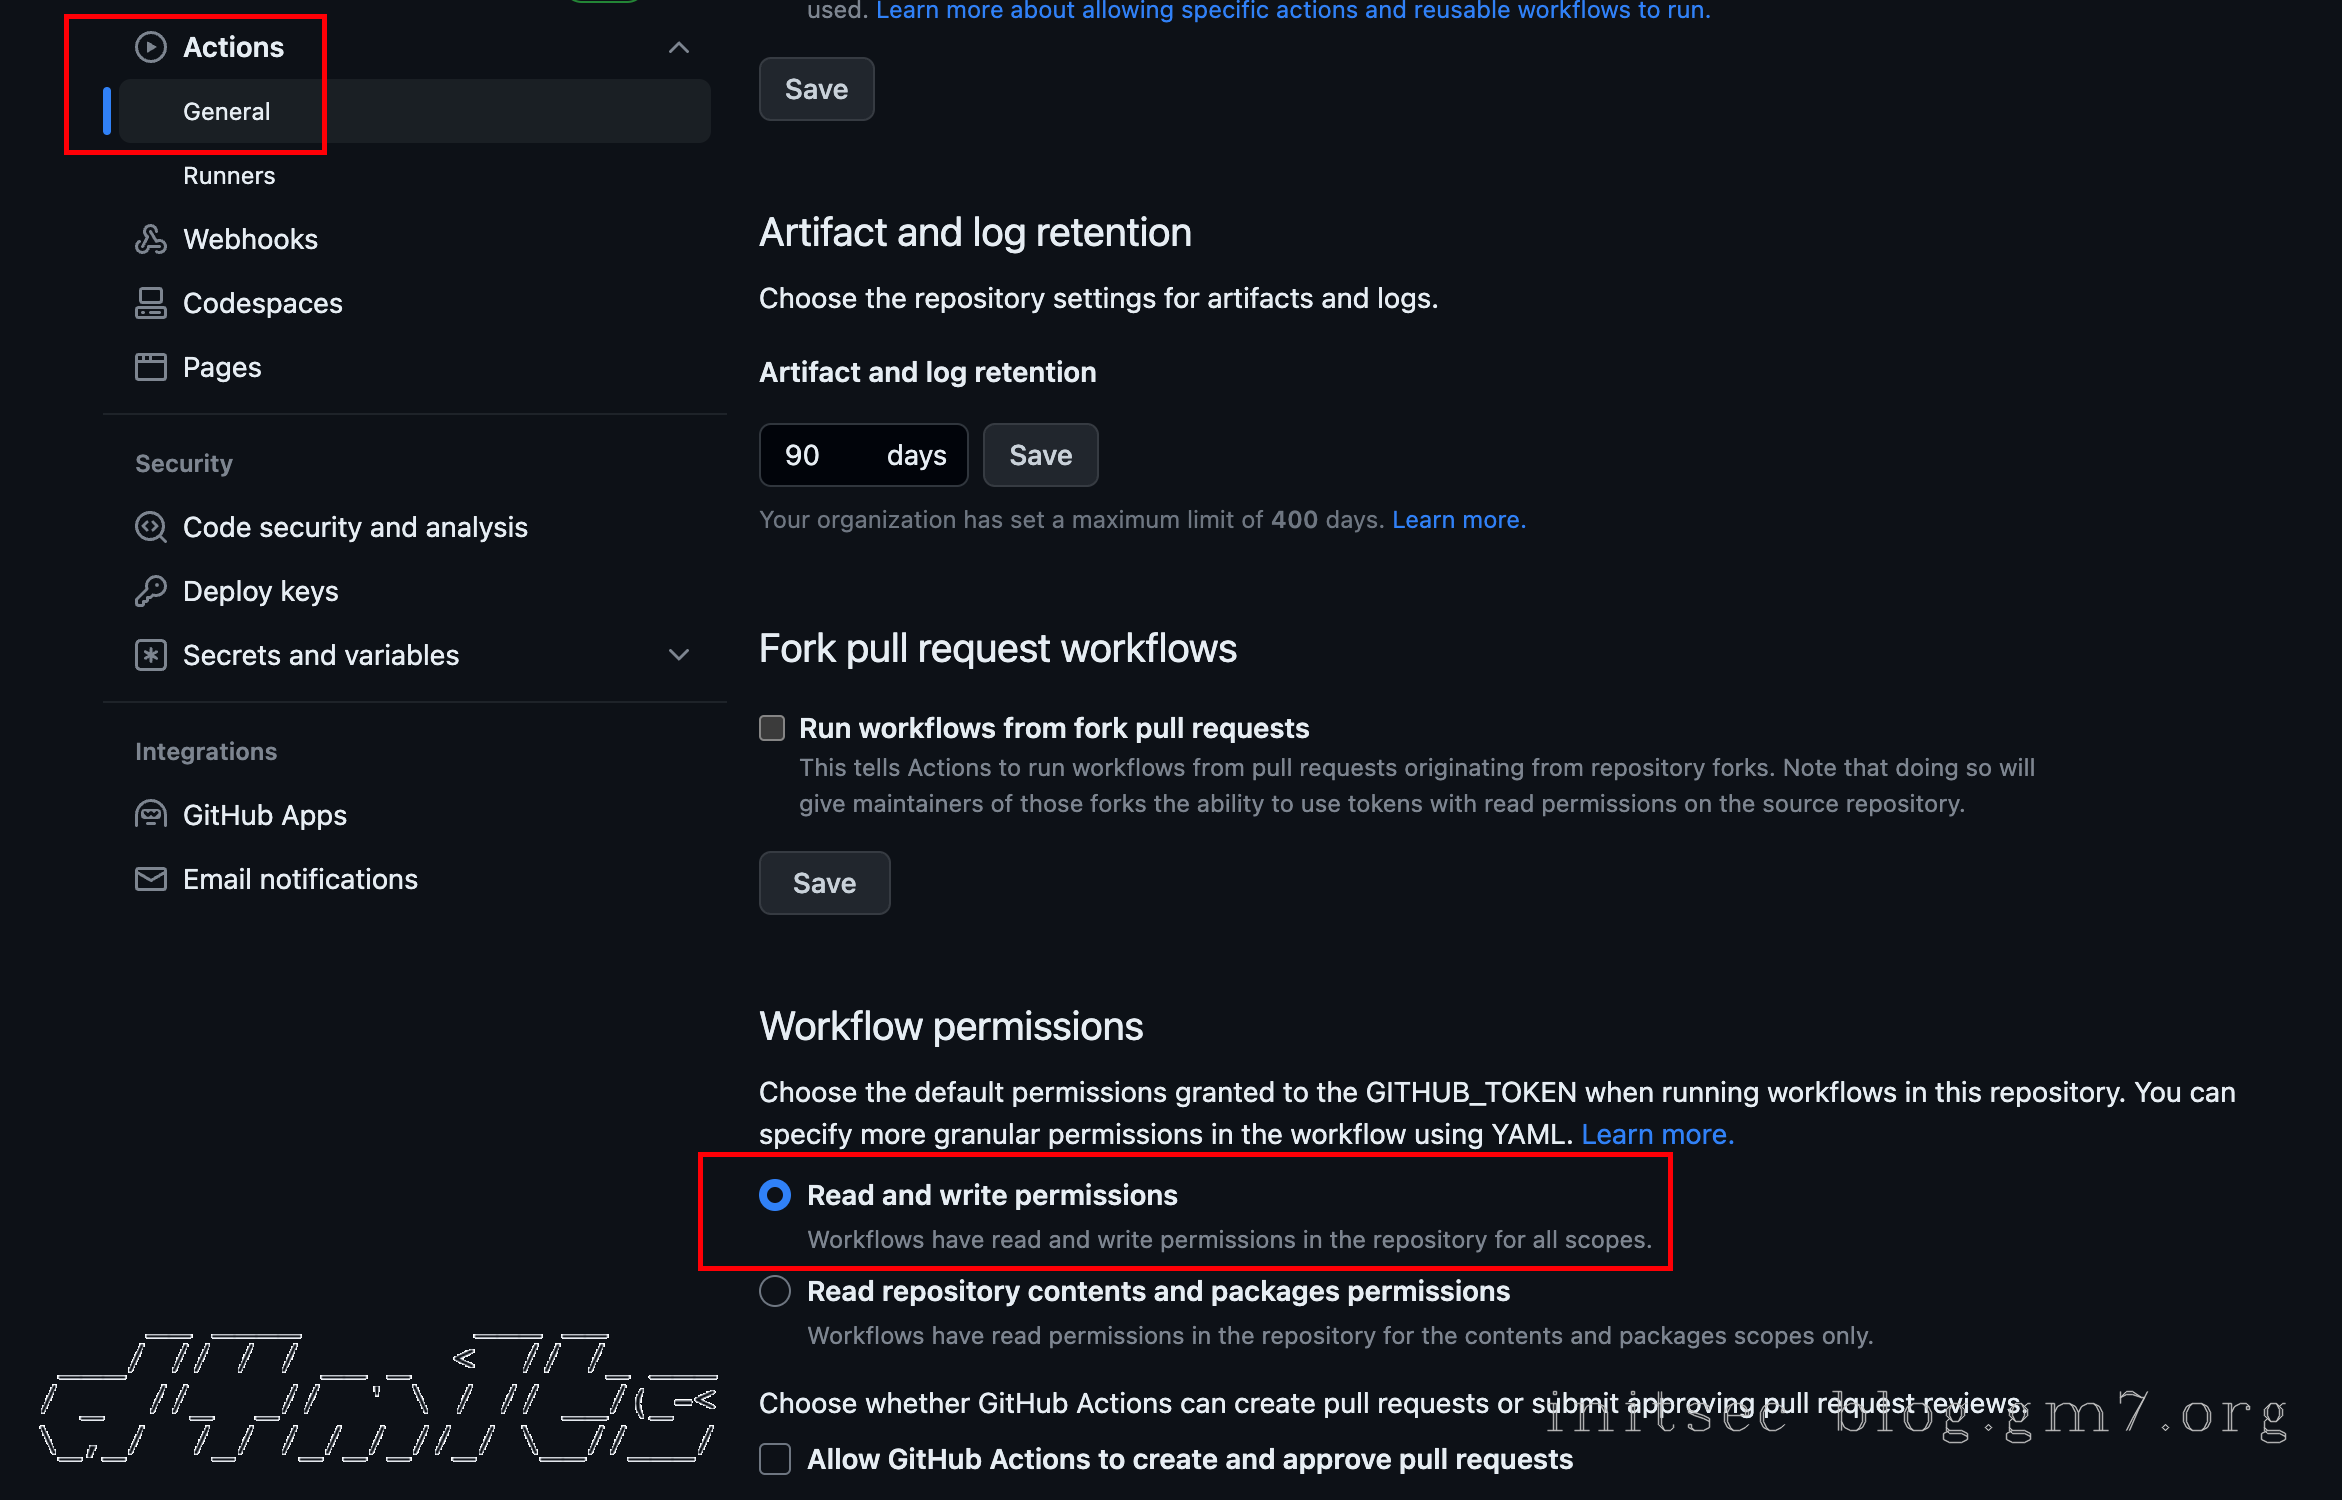 Actions
General
Runners
Webhooks
Codespaces
Pages
Security
Code security and analysis
Deploy keys
Secrets and variables
Integrations
GitHub Apps
Email notifications
used. Learn more about allowing specific actions and reusable workflows to run.
Save
Artifact and log retention
Choose the repository settings for artifacts and logs.
Artifact and log retention
90 days Save
Your organization has set a maximum limit of 400 days. Learn more.
Fork pull request workflows
Run workflows from fork pull requests
This tells Actions to run workflows from pull requests originating from repository forks. Note that doing so will
give maintainers of those forks the ability to use tokens with read permissions on the source repository.
Save
Workflow permissions
Choose the default permissions granted to the GITHUB_TOKEN when running workflows in this repository. You can
specify more granular permissions in the workflow using YAML. Learn more.
Read and write permissions
Workflows have read and write permissions in the repository for all scopes.
Read repository contents and packages permissions
Workflows have read permissions in the repository for the contents and packages scopes only.
Choose whether GitHub Actions can create pull requests or submit approving pull request reviews.
Allow GitHub Actions to create and approve pull requests
initsec blog.gm7.org